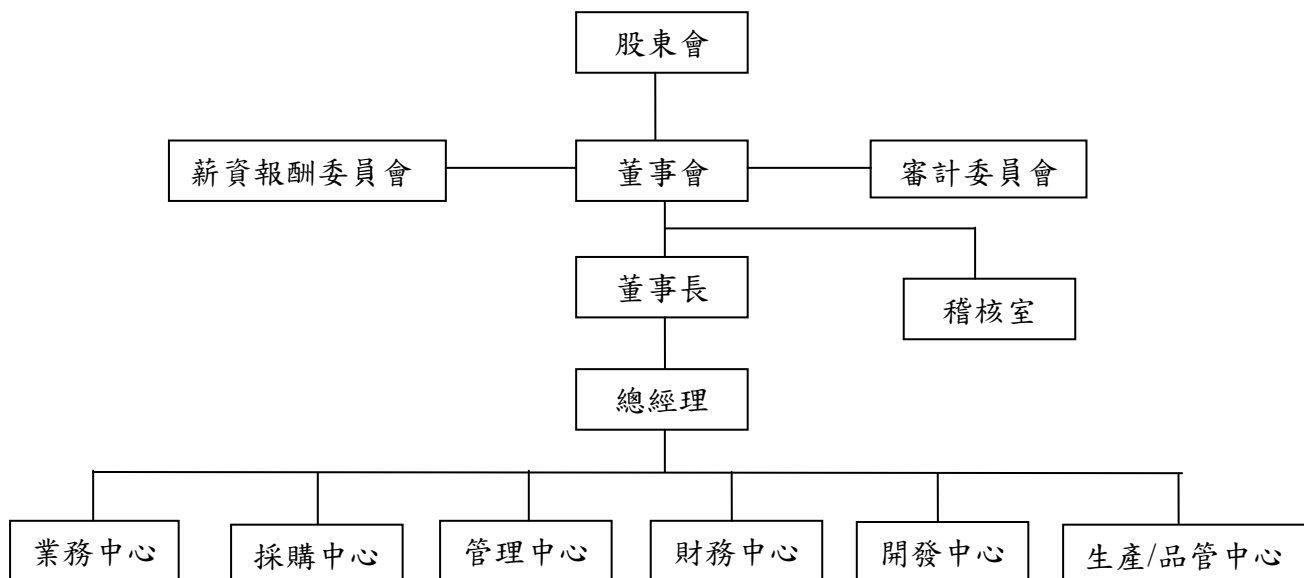 股東會
薪資報酬委員會
董事會
審計委員會
董事長
稽核室
總經理
業務中心
採購中心
管理中心
財務中心
開發中心
生產/品管中心